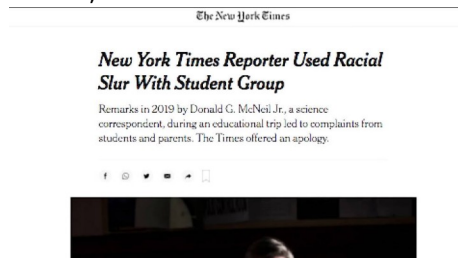 The New York Times
New York Times Reporter Used Racial
Slur With Student Group
Remarks in 2019 by Donald G. McNeil Jr., a science
correspondent, during an educational trip led to complaints from
students and parents. The Times offered an apology.